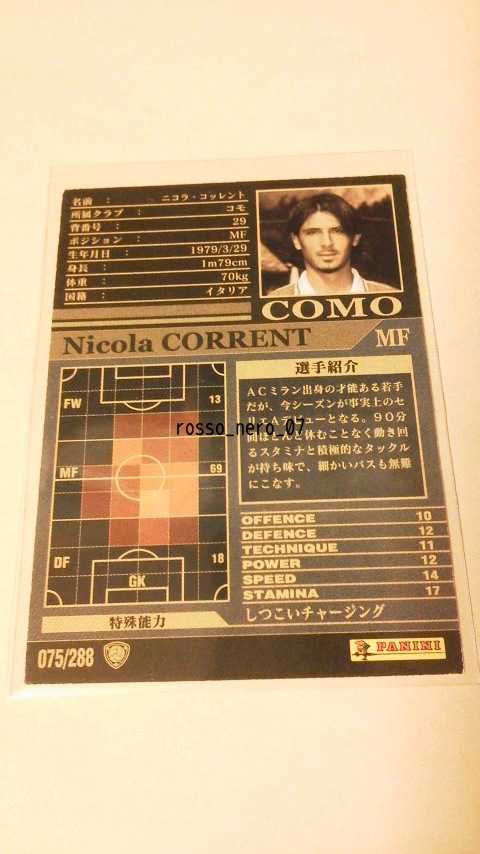 名前 : ニコラ・コッレント
所属クラブ : コモ
背番号 : 29
ポジション : MF
生年月日 : 1979/3/29
身長 : 1m79cm
体重 : 70kg
国籍 : イタリア
COMO
Nicola CORRENT
MF
選手紹介
ACミラン出身の才能ある若手
だが、今シーズンが事実上のセ
リエAデビューとなる。90分
間ほとんど休むことなく動き回
るスタミナと積極的なタックル
が持ち味で、細かいパスも無難
にこなす。
rosso_nero_07
FW 13
MF 69
DF 18
GK
OFFENCE 10
DEFENCE 12
TECHNIQUE 11
POWER 12
SPEED 14
STAMINA 17
特殊能力 しつこいチャージング
075/288
PANINI